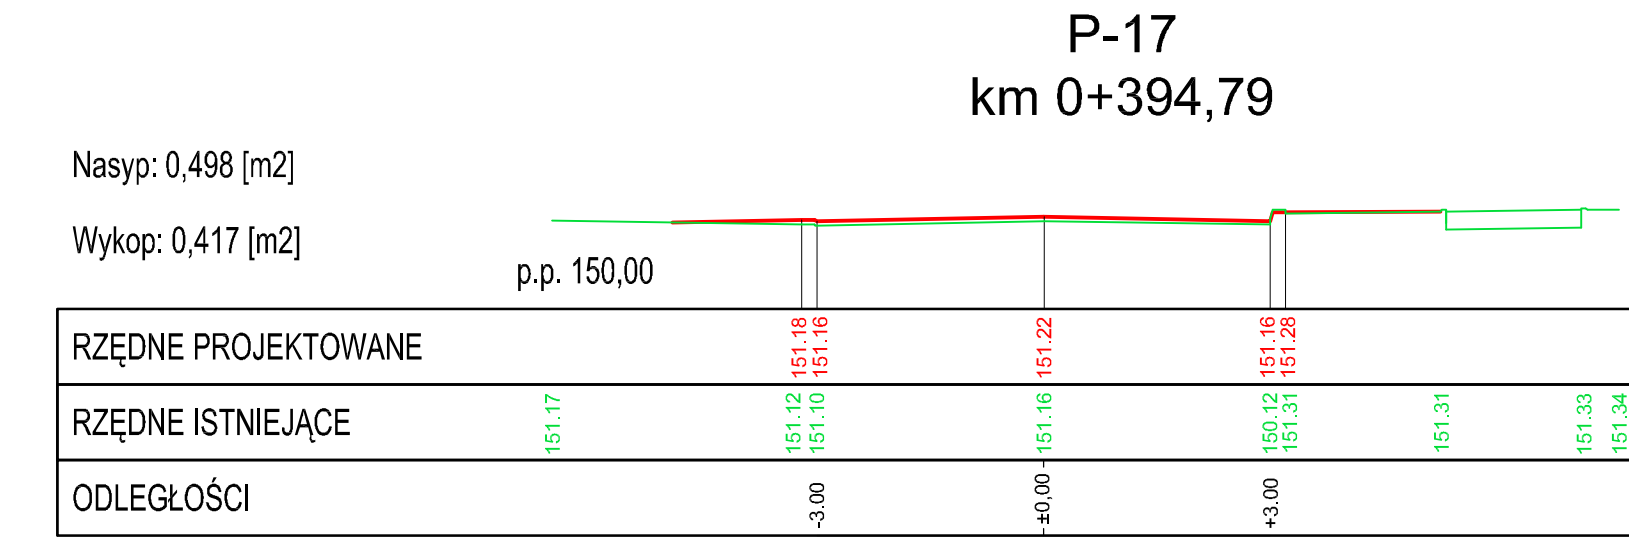 P-17
km 0+394,79
Nasyp: 0,498 [m2]
Wykop: 0,417 [m2]
p.p. 150,00
RZĘDNE PROJEKTOWANE
151.18
151.16
151.22
151.16
151.28
RZĘDNE ISTNIEJĄCE
151.17
151.12
151.10
151.16
150.12
151.31
151.31
151.33
151.34
ODLEGŁOŚCI
-3.00
±0,00
+3.00